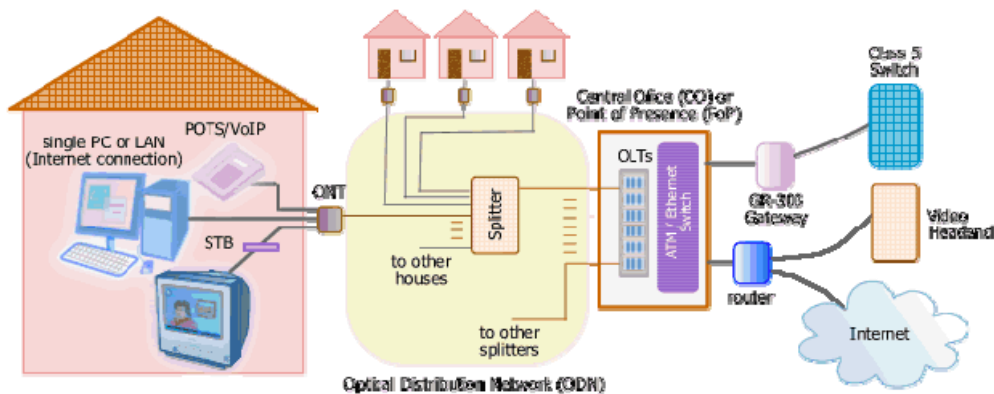 Class 5
Switch
Central Office (CO) or
Point of Presence (PoP)
POTS/VoIP
single PC or LAN
(Internet connection)
OLTs
ONT
ATM / Ethernet
Switch
GR-303
Gateway
Splitter
Video
Headend
STB
to other
houses
router
Internet
to other
splitters
Optical Distribution Network (ODN)